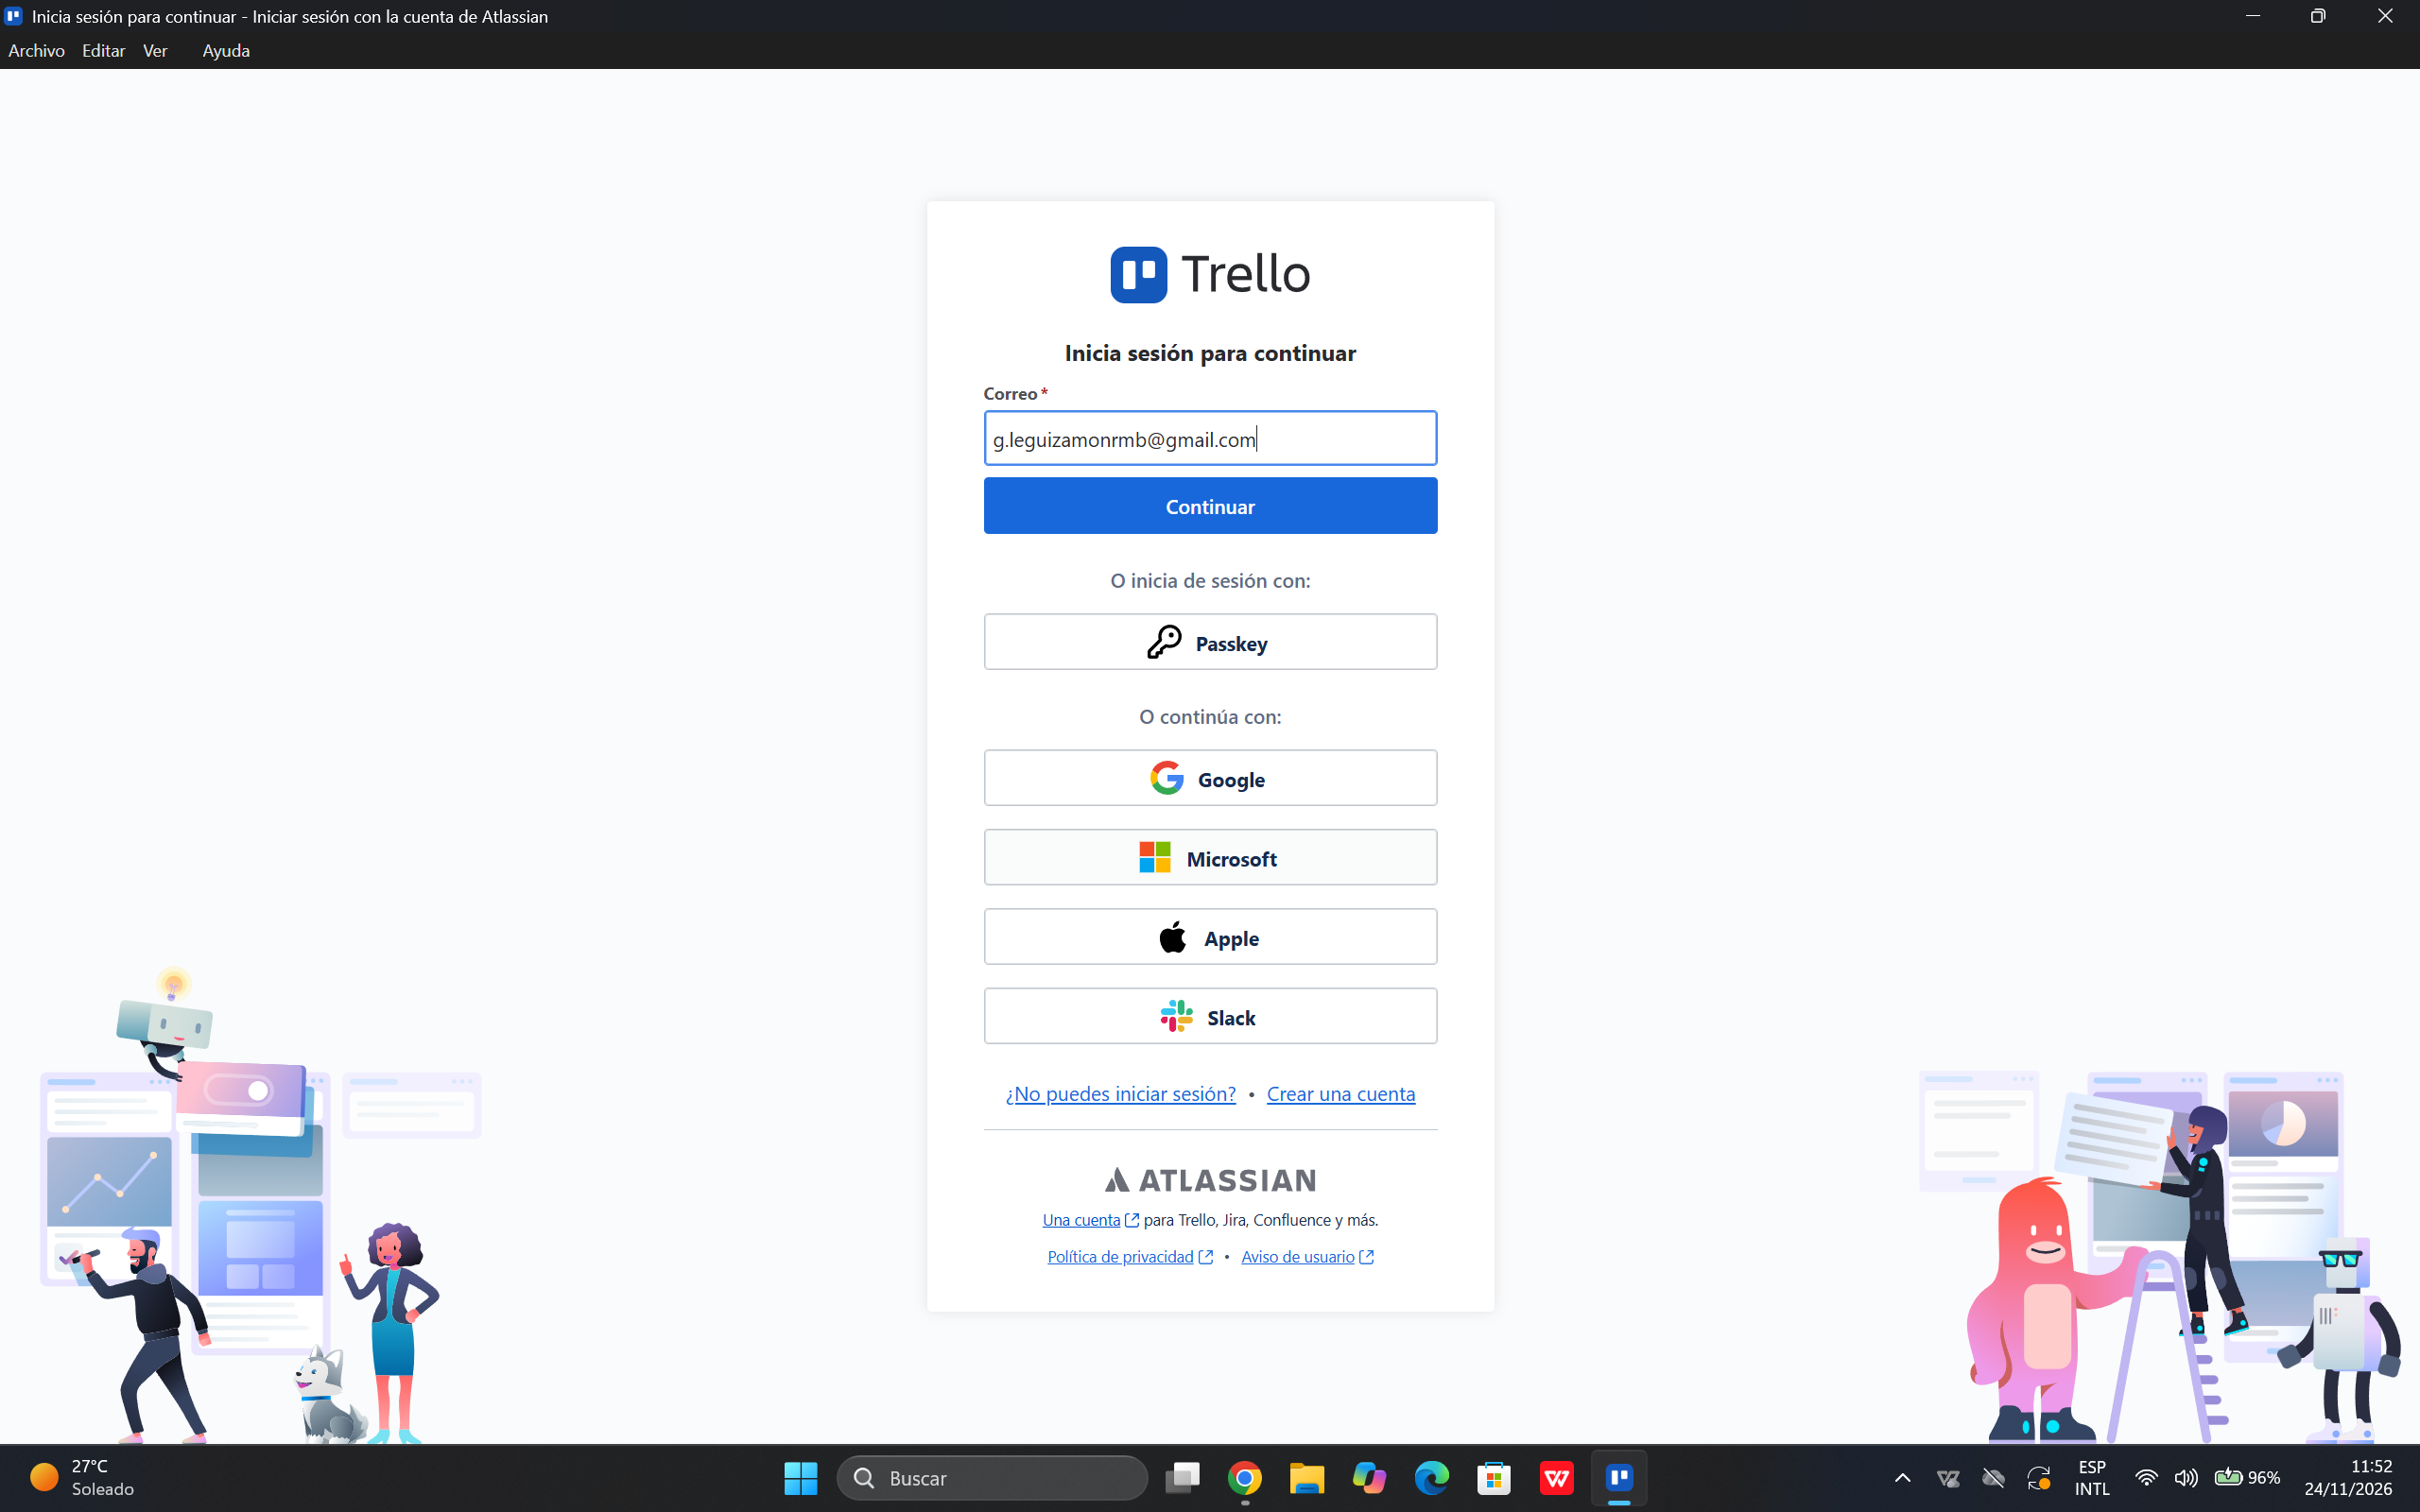 Inicia sesión para continuar - Iniciar sesión con la cuenta de Atlassian
Archivo Editar Ver Ayuda
Trello
Inicia sesión para continuar
Correo *
g.leguizamonrmb@gmail.com
Continuar
O inicia de sesión con:
Passkey
O continúa con:
Google
Microsoft
Apple
Slack
¿No puedes iniciar sesión? • Crear una cuenta
ATLASSIAN
Una cuenta para Trello, Jira, Confluence y más.
Política de privacidad • Aviso de usuario
27°C
Soleado
Buscar
ESP
INTL
96%
11:52
24/11/2026